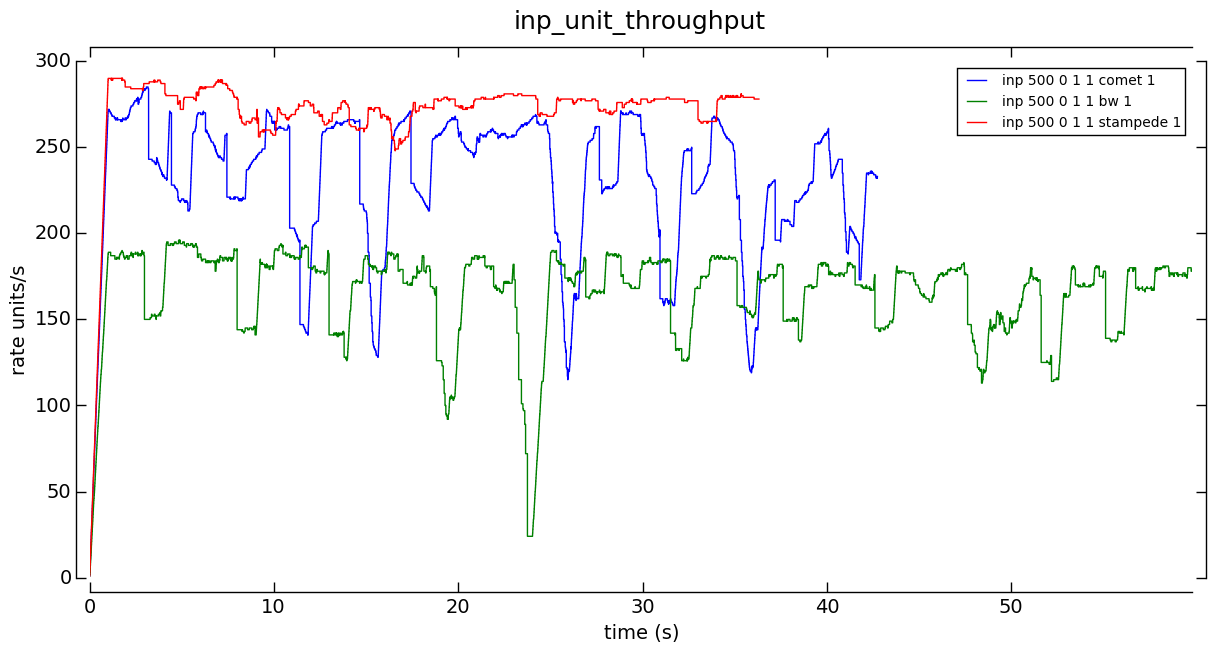 inp_unit_throughput
300
250
200
150
100
50
0
rate units/s
inp 500 0 1 1 comet 1
inp 500 0 1 1 bw 1
inp 500 0 1 1 stampede 1
0 10 20 30 40 50
time (s)